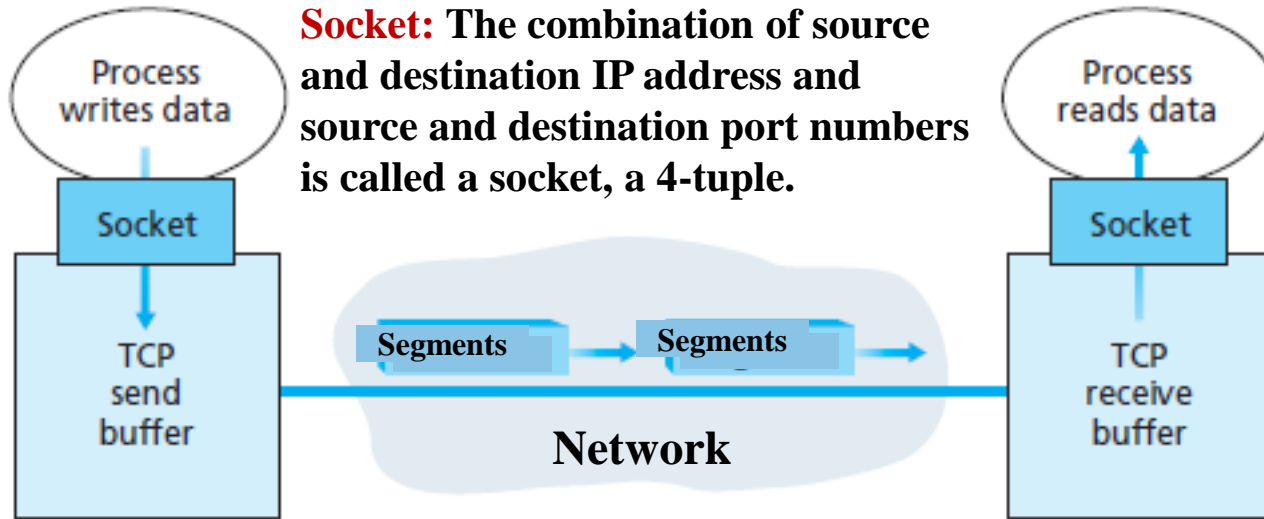 Socket: The combination of source
and destination IP address and
source and destination port numbers
is called a socket, a 4-tuple.
Process
writes data
Process
reads data
Socket
Socket
Segments
Segments
TCP
send
buffer
TCP
receive
buffer
Network